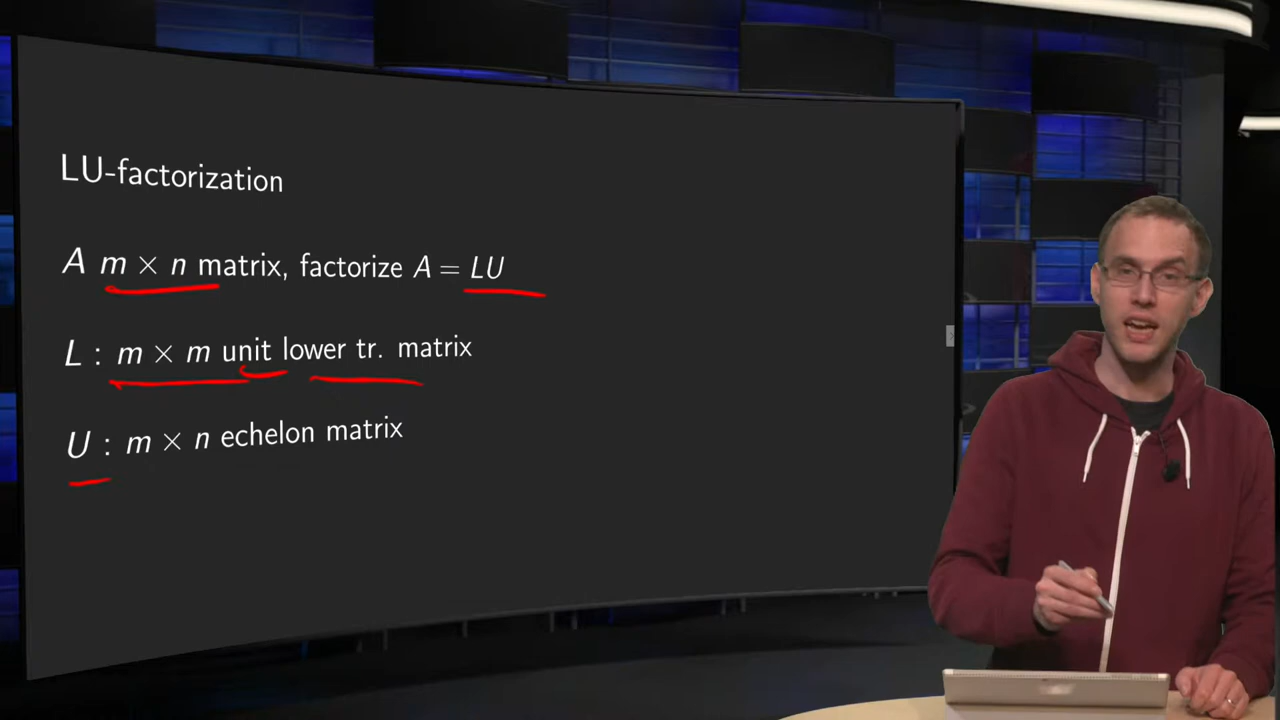 LU-factorization
A m × n matrix, factorize A = LU
L : m × m unit lower tr. matrix
U : m × n echelon matrix